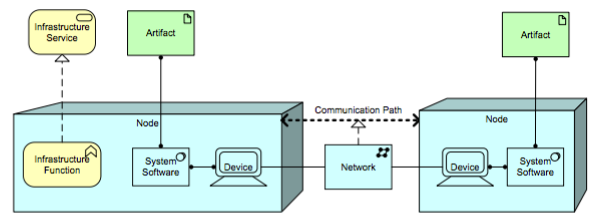 Infrastructure
Service
Artifact
Artifact
Communication Path
Node
Node
Infrastructure
Function
System
Software
Device
Network
Device
System
Software